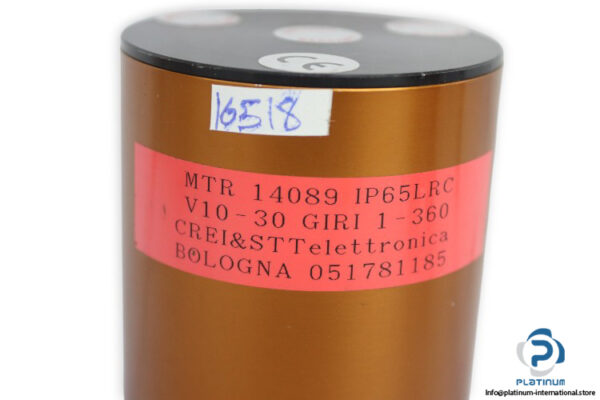 CE
16518
MTR 14089 IP65LRC
V10-30 GIRI 1-360
CREI&STTelettronica
BOLOGNA 051781185
PLATINUM
Info@platinum-international.store